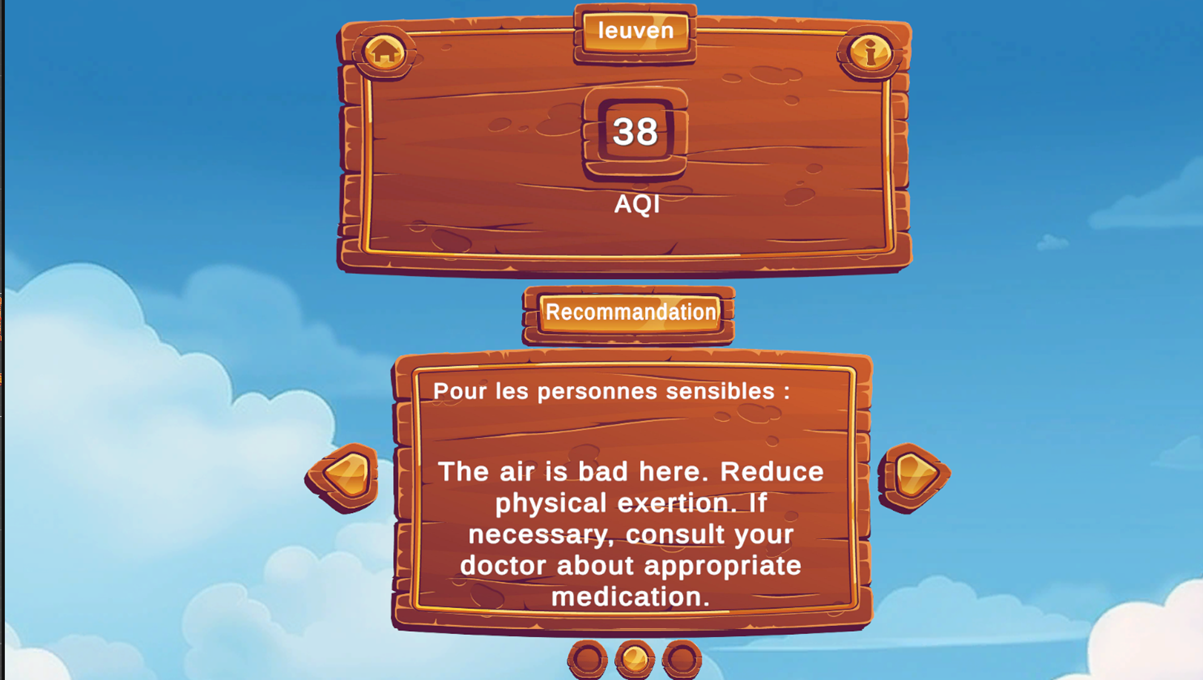 leuven
38
AQI
Recommandation
Pour les personnes sensibles :
The air is bad here. Reduce
physical exertion. If
necessary, consult your
doctor about appropriate
medication.